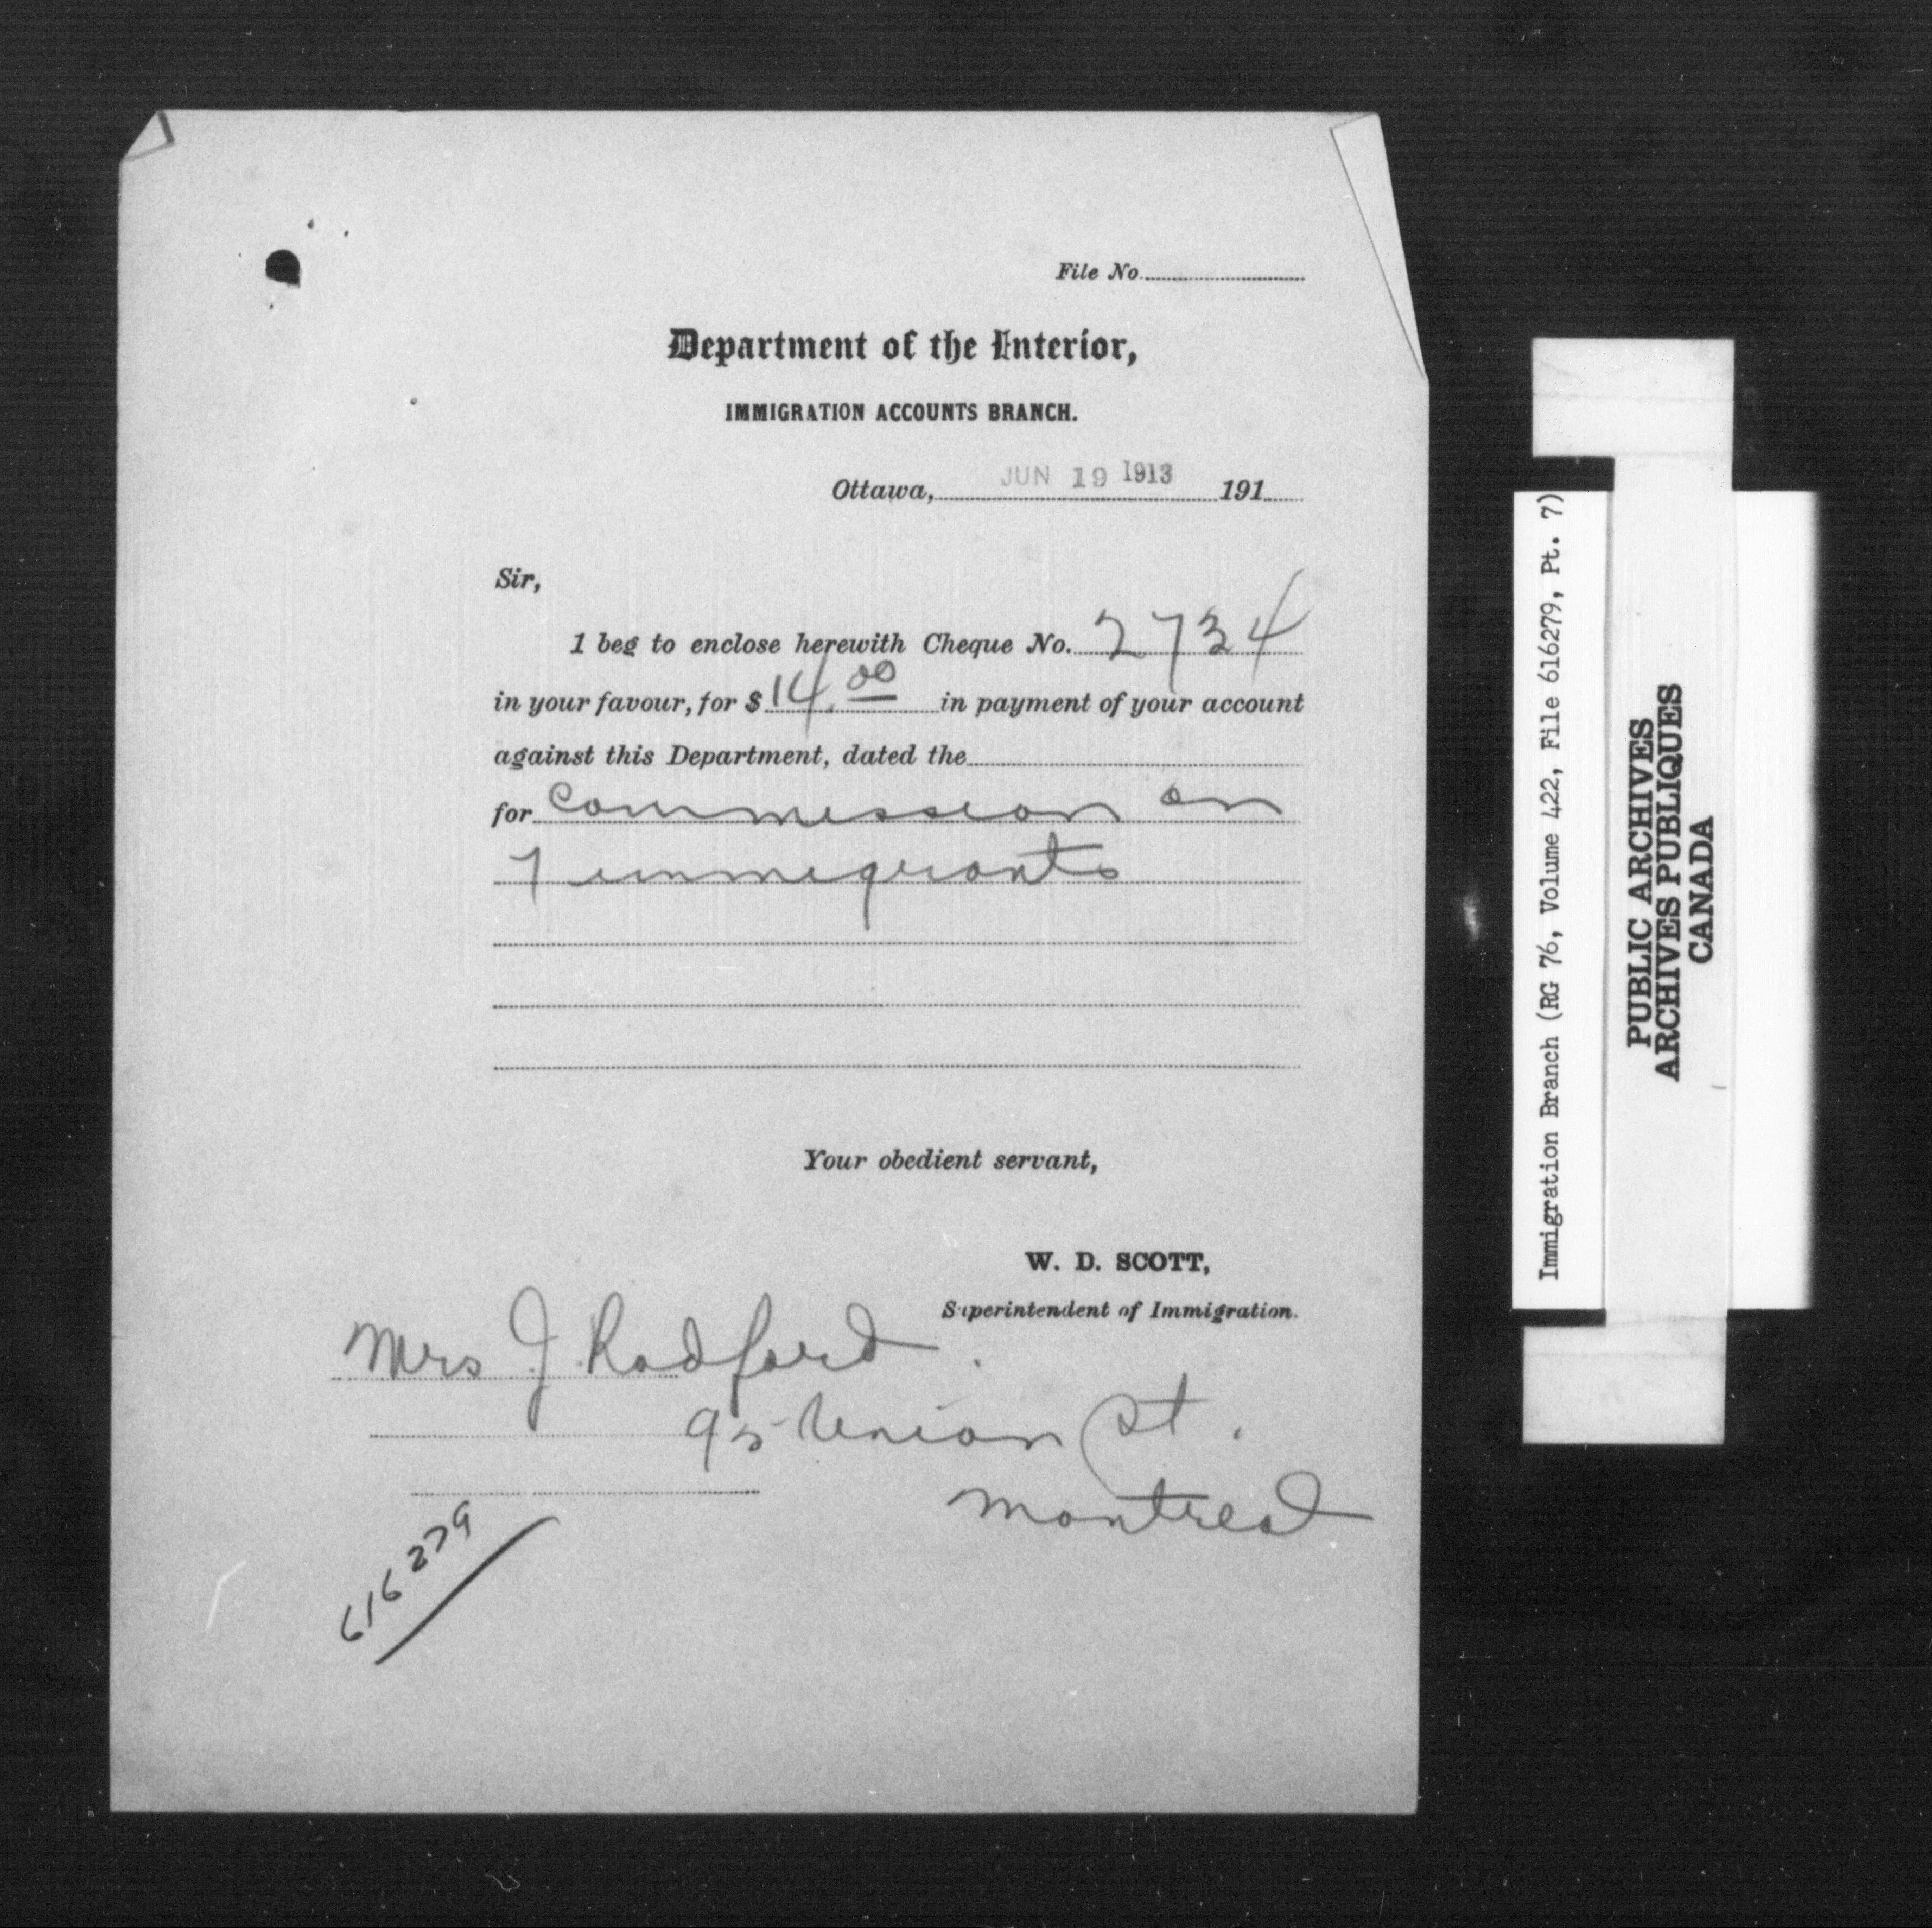 File No.
Department of the Interior,
IMMIGRATION ACCOUNTS BRANCH.
Ottawa, JUN 19 1913 191
Sir,
I beg to enclose herewith Cheque No. 2734
in your favour, for $ 14.00 in payment of your account
against this Department, dated the
for Commission on
7 immigrants
Your obedient servant,
W. D. SCOTT,
Superintendent of Immigration.
Mrs J. Radford.
95 Union St.
Montreal
616279
Immigration Branch (RG 76, Volume 422, File 616279, Pt. 7)
PUBLIC ARCHIVES
ARCHIVES PUBLIQUES
CANADA